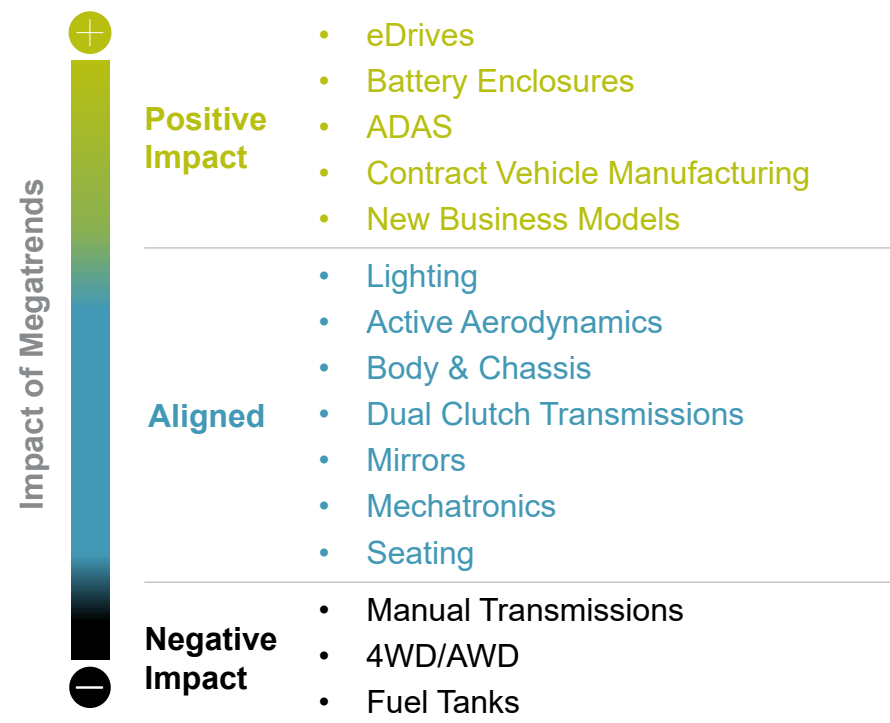 Impact of Megatrends
Positive
Impact
• eDrives
• Battery Enclosures
• ADAS
• Contract Vehicle Manufacturing
• New Business Models
Aligned
• Lighting
• Active Aerodynamics
• Body & Chassis
• Dual Clutch Transmissions
• Mirrors
• Mechatronics
• Seating
Negative
Impact
• Manual Transmissions
• 4WD/AWD
• Fuel Tanks